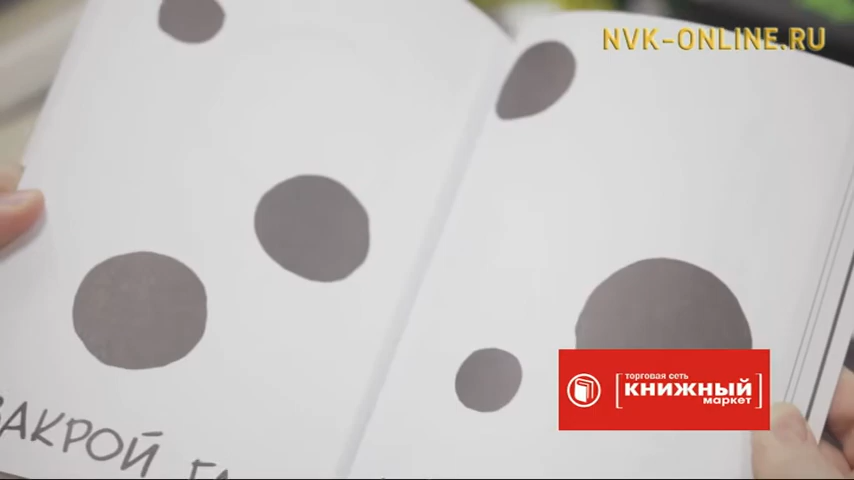 NVK-ONLINE.RU
торговая сеть
КНИЖНЫЙ
маркет
ЗАКРОЙ